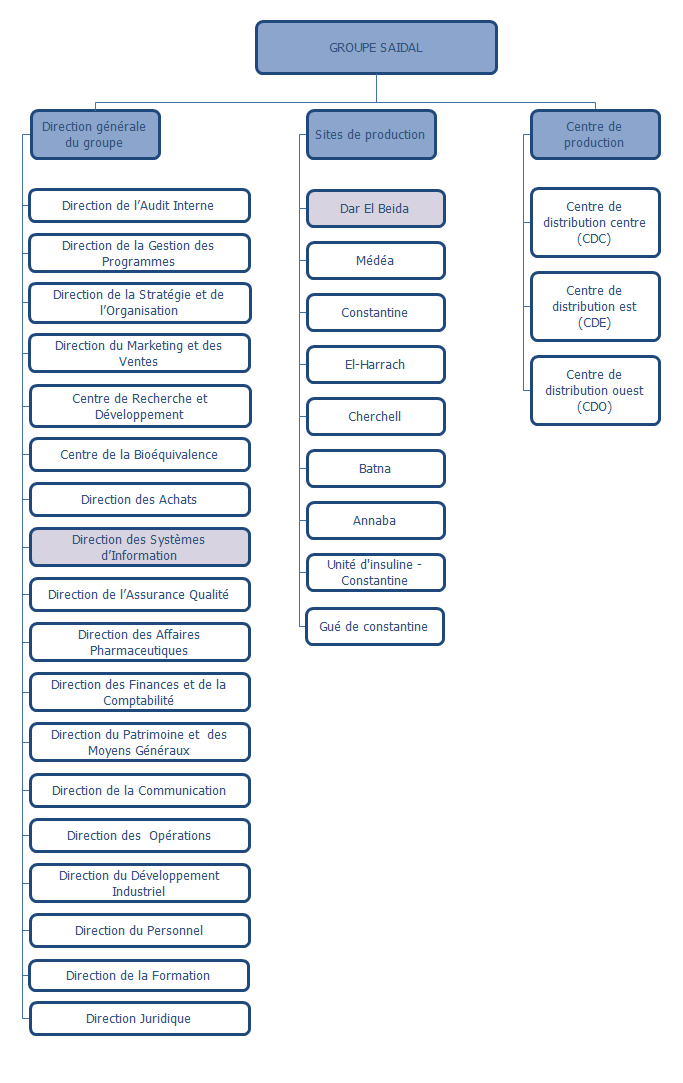 GROUPE SAIDAL
Direction générale
du groupe
Direction de l’Audit Interne
Direction de la Gestion des
Programmes
Direction de la Stratégie et de
l’Organisation
Direction du Marketing et des
Ventes
Centre de Recherche et
Développement
Centre de la Bioéquivalence
Direction des Achats
Direction des Systèmes
d’Information
Direction de l’Assurance Qualité
Direction des Affaires
Pharmaceutiques
Direction des Finances et de la
Comptabilité
Direction du Patrimoine et  des
Moyens Généraux
Direction de la Communication
Direction des  Opérations
Direction du Développement
Industriel
Direction du Personnel
Direction de la Formation
Direction Juridique
Sites de production
Dar El Beida
Médéa
Constantine
El-Harrach
Cherchell
Batna
Annaba
Unité d'insuline -
Constantine
Gué de constantine
Centre de
production
Centre de
distribution centre
(CDC)
Centre de
distribution est
(CDE)
Centre de
distribution ouest
(CDO)